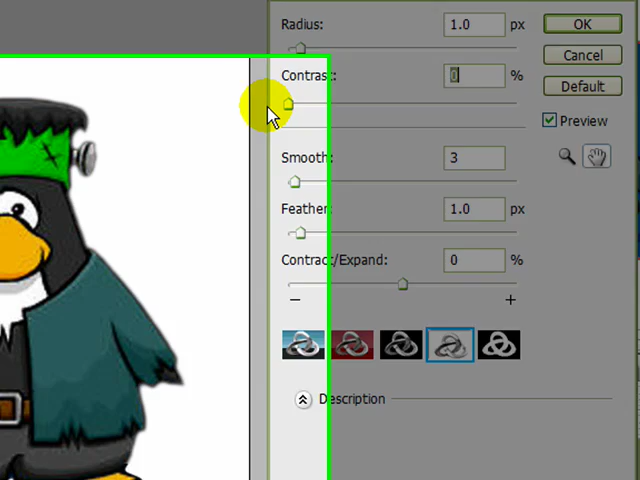 Radius: 1.0 px OK
Cancel
Contrast: 0 %
Default
Preview
Smooth: 3
Feather: 1.0 px
Contract/Expand: 0 %
− +
Description